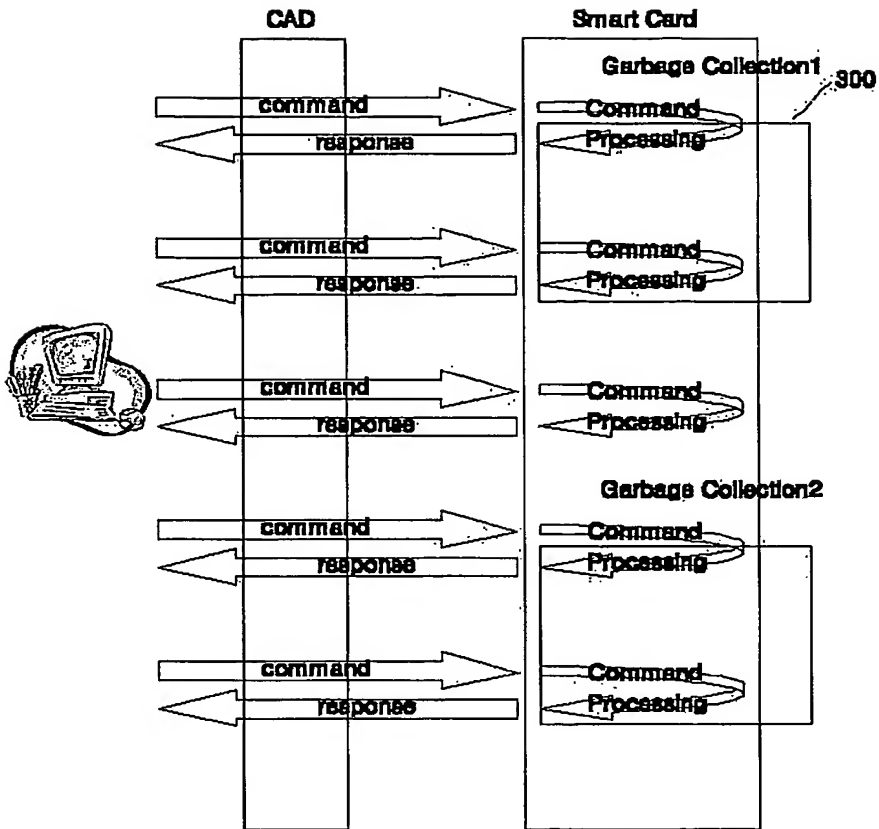 CAD Smart Card
Garbage Collection1
300
command Command
response Processing
command Command
response Processing
command Command
response Processing
Garbage Collection2
command Command
response Processing
command Command
response Processing